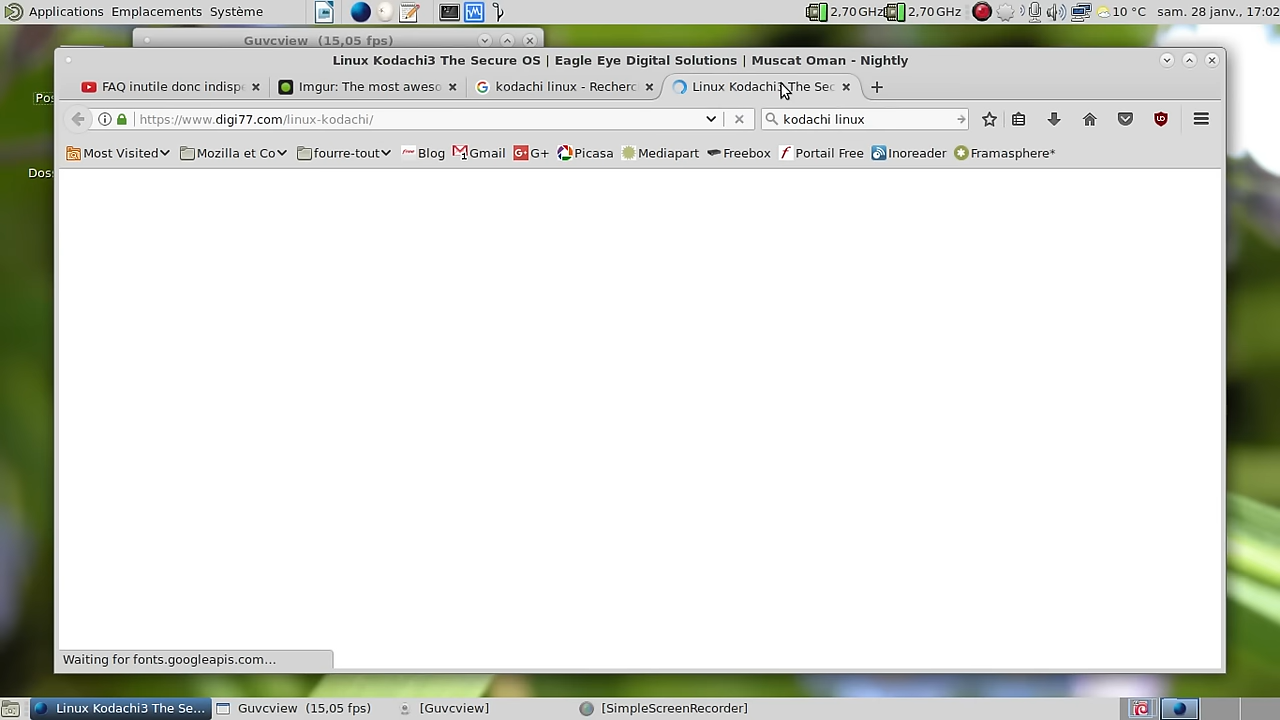 Applications Emplacements Système 2,70 GHz 2,70 GHz 10 °C sam. 28 janv., 17:02
Guvcview (15,05 fps)
Linux Kodachi3 The Secure OS | Eagle Eye Digital Solutions | Muscat Oman - Nightly
FAQ inutile donc indisp Imgur: The most aweso kodachi linux - Recherc Linux Kodachi3 The Sec
Pos
https://www.digi77.com/linux-kodachi/ kodachi linux
Most Visited Mozilla et Co fourre-tout Blog Gmail G+ Picasa Mediapart Freebox Portail Free Inoreader Framasphere*
Doss
Waiting for fonts.googleapis.com...
Linux Kodachi3 The Se... Guvcview (15,05 fps) [Guvcview] [SimpleScreenRecorder]